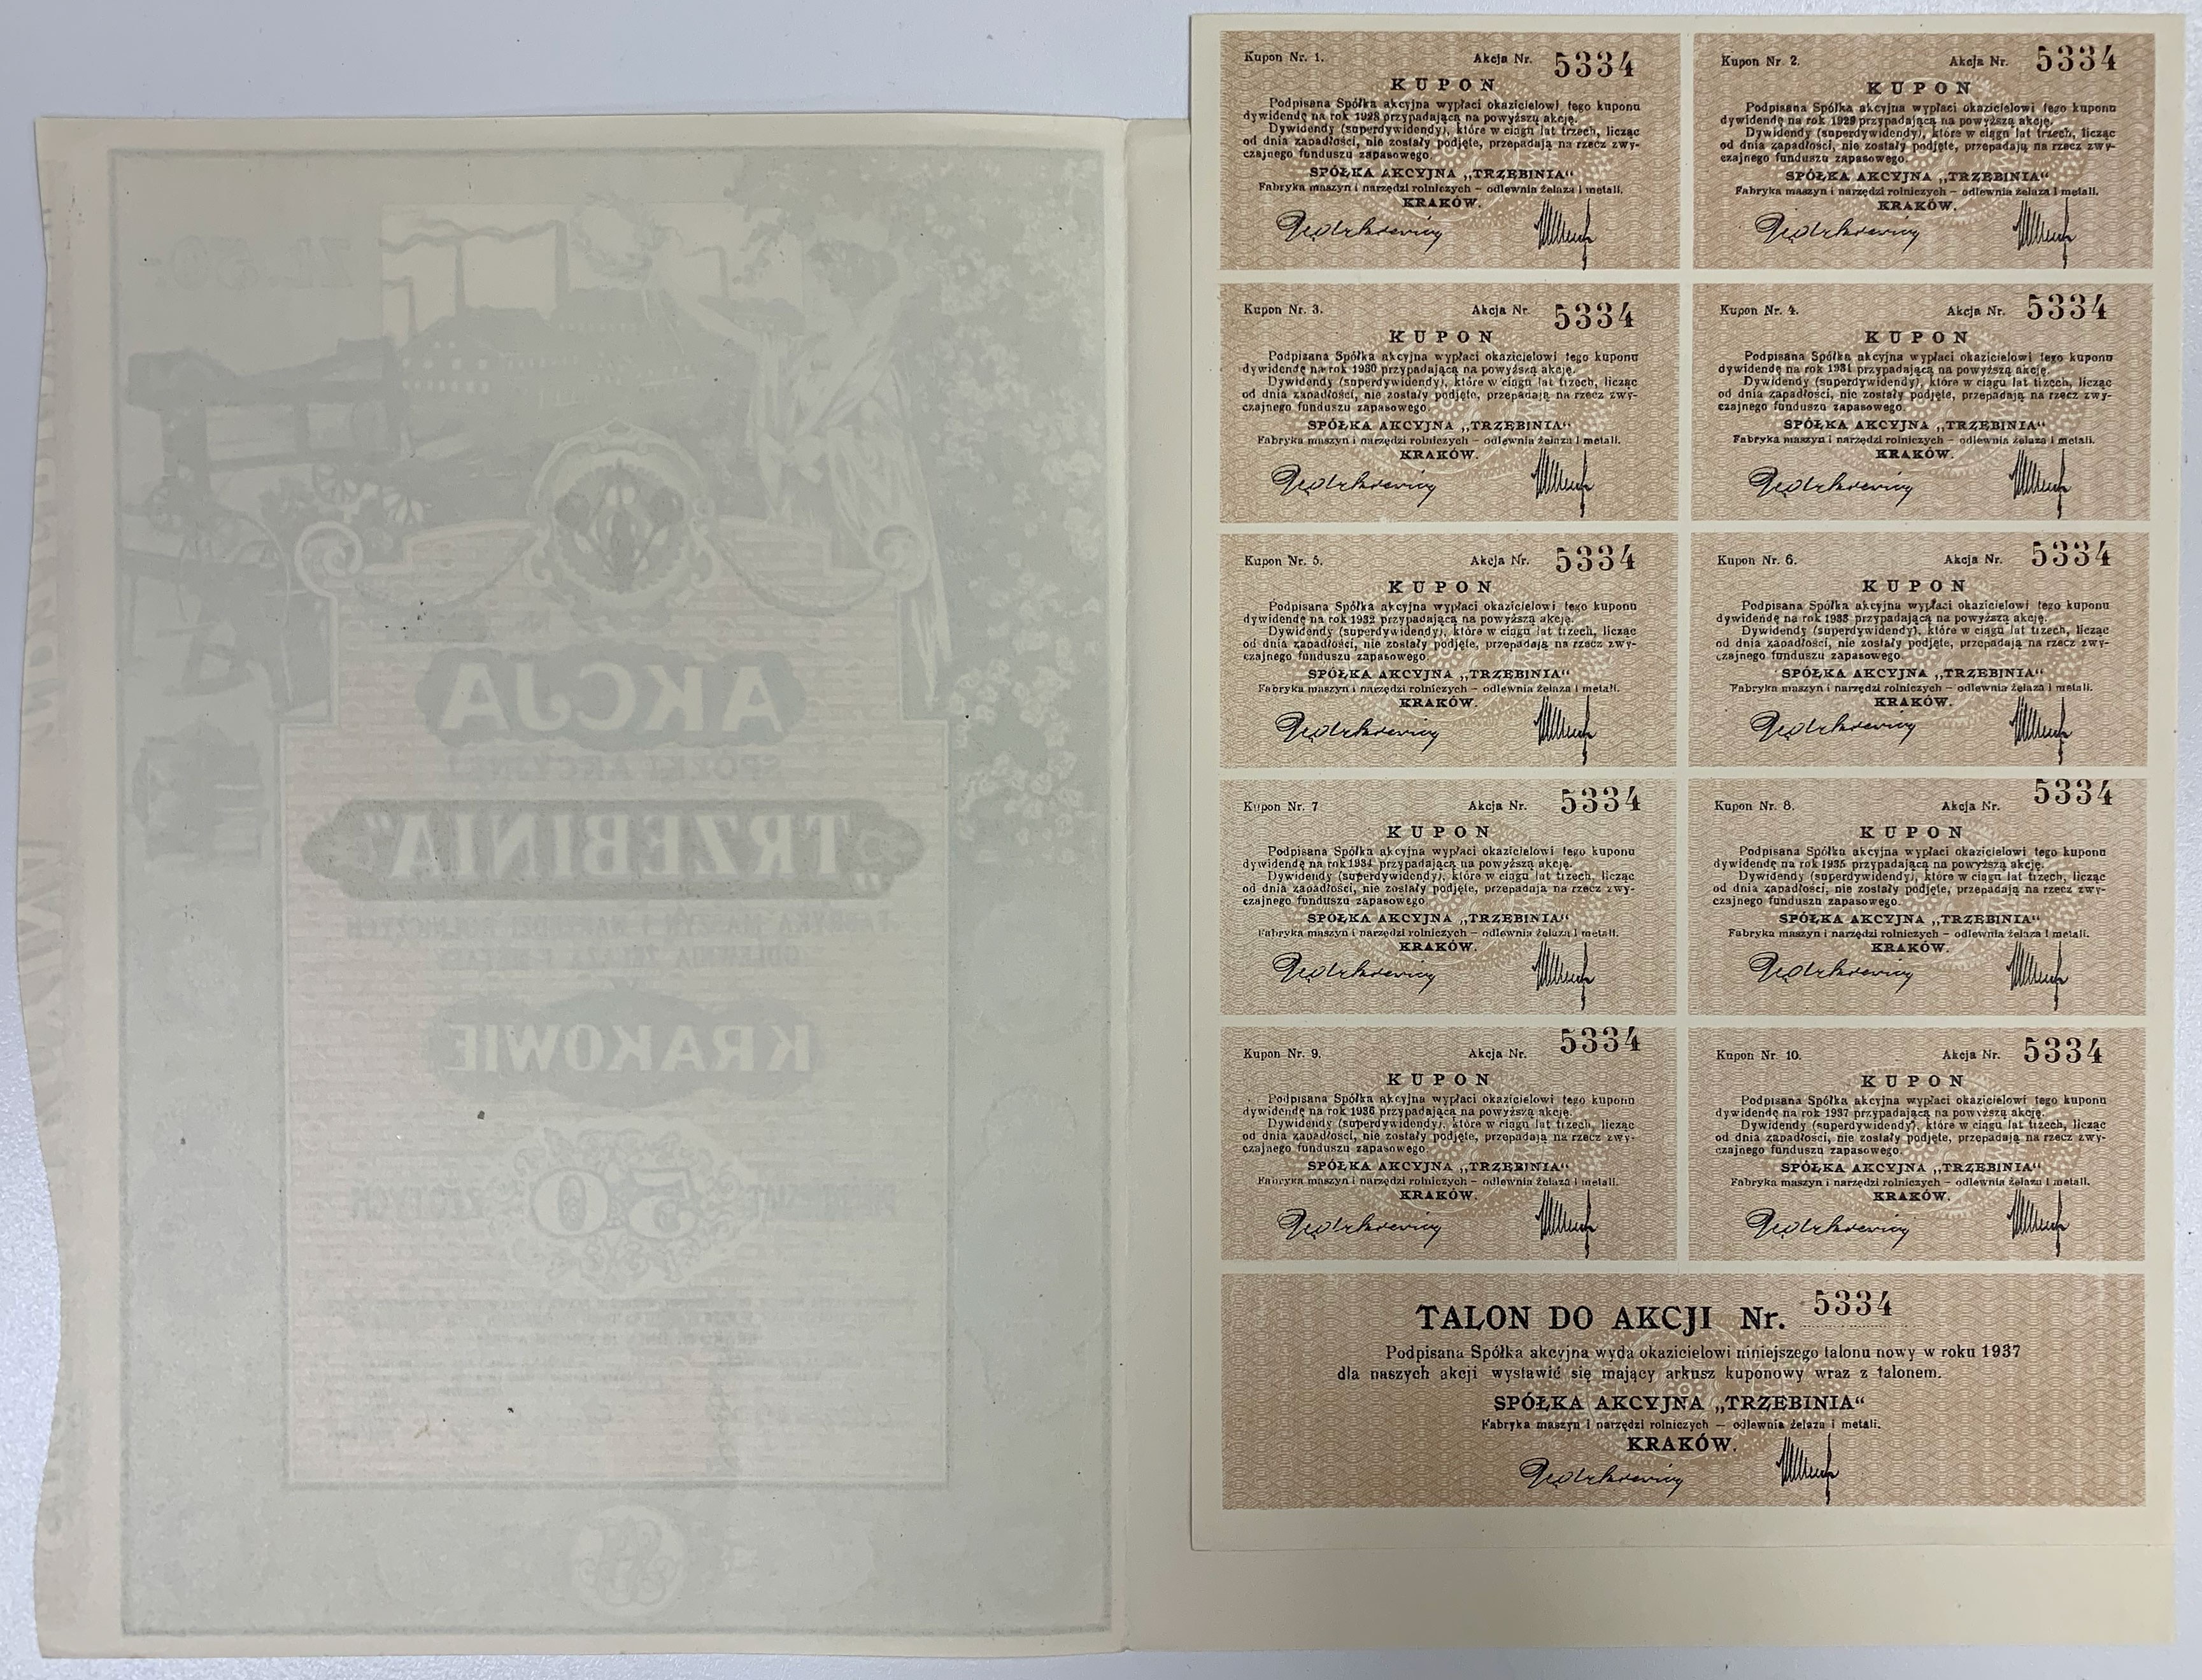 ZŁ. 50.
AKCJA
SPÓŁKI AKCYJNEJ
„TRZEBINIA“
FABRYKA MASZYN I NARZĘDZI ROLNICZYCH
ODLEWNIA ŻELAZA I METALI
KRAKOWIE
50
ZŁOTYCH
Kupon Nr. 1. Akcja Nr. 5334
KUPON
Podpisana Spółka akcyjna wypłaci okazicielowi tego kuponu
dywidendę na rok 1928 przypadającą na powyższą akcję.
Dywidendy (superdywidendy), które w ciągu lat trzech, licząc
od dnia zapadłości, nie zostały podjęte, przepadają na rzecz zwy-
czajnego funduszu zapasowego.
SPÓŁKA AKCYJNA „TRZEBINIA“
Fabryka maszyn i narzędzi rolniczych – odlewnia żelaza i metali.
KRAKÓW.
Kupon Nr. 2. Akcja Nr. 5334
KUPON
Podpisana Spółka akcyjna wypłaci okazicielowi tego kuponu
dywidendę na rok 1929 przypadającą na powyższą akcję.
Dywidendy (superdywidendy), które w ciągu lat trzech, licząc
od dnia zapadłości, nie zostały podjęte, przepadają na rzecz zwy-
czajnego funduszu zapasowego.
SPÓŁKA AKCYJNA „TRZEBINIA“
Fabryka maszyn i narzędzi rolniczych – odlewnia żelaza i metali.
KRAKÓW.
Kupon Nr. 3. Akcja Nr. 5334
KUPON
Podpisana Spółka akcyjna wypłaci okazicielowi tego kuponu
dywidendę na rok 1930 przypadającą na powyższą akcję.
Dywidendy (superdywidendy), które w ciągu lat trzech, licząc
od dnia zapadłości, nie zostały podjęte, przepadają na rzecz zwy-
czajnego funduszu zapasowego.
SPÓŁKA AKCYJNA „TRZEBINIA“
Fabryka maszyn i narzędzi rolniczych – odlewnia żelaza i metali.
KRAKÓW.
Kupon Nr. 4. Akcja Nr. 5334
KUPON
Podpisana Spółka akcyjna wypłaci okazicielowi tego kuponu
dywidendę na rok 1931 przypadającą na powyższą akcję.
Dywidendy (superdywidendy), które w ciągu lat trzech, licząc
od dnia zapadłości, nie zostały podjęte, przepadają na rzecz zwy-
czajnego funduszu zapasowego.
SPÓŁKA AKCYJNA „TRZEBINIA“
Fabryka maszyn i narzędzi rolniczych – odlewnia żelaza i metali.
KRAKÓW.
Kupon Nr. 5. Akcja Nr. 5334
KUPON
Podpisana Spółka akcyjna wypłaci okazicielowi tego kuponu
dywidendę na rok 1932 przypadającą na powyższą akcję.
Dywidendy (superdywidendy), które w ciągu lat trzech, licząc
od dnia zapadłości, nie zostały podjęte, przepadają na rzecz zwy-
czajnego funduszu zapasowego.
SPÓŁKA AKCYJNA „TRZEBINIA“
Fabryka maszyn i narzędzi rolniczych – odlewnia żelaza i metali.
KRAKÓW.
Kupon Nr. 6. Akcja Nr. 5334
KUPON
Podpisana Spółka akcyjna wypłaci okazicielowi tego kuponu
dywidendę na rok 1933 przypadającą na powyższą akcję.
Dywidendy (superdywidendy), które w ciągu lat trzech, licząc
od dnia zapadłości, nie zostały podjęte, przepadają na rzecz zwy-
czajnego funduszu zapasowego.
SPÓŁKA AKCYJNA „TRZEBINIA“
Fabryka maszyn i narzędzi rolniczych – odlewnia żelaza i metali.
KRAKÓW.
Kupon Nr. 7 Akcja Nr. 5334
KUPON
Podpisana Spółka akcyjna wypłaci okazicielowi tego kuponu
dywidendę na rok 1934 przypadającą na powyższą akcję.
Dywidendy (superdywidendy), które w ciągu lat trzech, licząc
od dnia zapadłości, nie zostały podjęte, przepadają na rzecz zwy-
czajnego funduszu zapasowego
SPÓŁKA AKCYJNA „TRZEBINIA“
Fabryka maszyn i narzędzi rolniczych – odlewnia żelaza i metali.
KRAKÓW.
Kupon Nr. 8. Akcja Nr. 5334
KUPON
Podpisana Spółka akcyjna wypłaci okazicielowi tego kuponu
dywidendę na rok 1935 przypadającą na powyższą akcję.
Dywidendy (superdywidendy), które w ciągu lat trzech, licząc
od dnia zapadłości, nie zostały podjęte, przepadają na rzecz zwy-
czajnego funduszu zapasowego.
SPÓŁKA AKCYJNA „TRZEBINIA“
Fabryka maszyn i narzędzi rolniczych – odlewnia żelaza i metali.
KRAKÓW.
Kupon Nr. 9. Akcja Nr. 5334
KUPON
Podpisana Spółka akcyjna wypłaci okazicielowi tego kuponu
dywidendę na rok 1936 przypadającą na powyższą akcję.
Dywidendy (superdywidendy), które w ciągu lat trzech, licząc
od dnia zapadłości, nie zostały podjęte, przepadają na rzecz zwy-
czajnego funduszu zapasowego.
SPÓŁKA AKCYJNA „TRZEBINIA“
Fabryka maszyn i narzędzi rolniczych – odlewnia żelaza i metali.
KRAKÓW.
Kupon Nr. 10. Akcja Nr. 5334
KUPON
Podpisana Spółka akcyjna wypłaci okazicielowi tego kuponu
dywidendę na rok 1937 przypadającą na powyższą akcję.
Dywidendy (superdywidendy), które w ciągu lat trzech, licząc
od dnia zapadłości, nie zostały podjęte, przepadają na rzecz zwy-
czajnego funduszu zapasowego.
SPÓŁKA AKCYJNA „TRZEBINIA“
Fabryka maszyn i narzędzi rolniczych – odlewnia żelaza i metali.
KRAKÓW.
TALON DO AKCJI Nr. 5334
Podpisana Spółka akcyjna wyda okazicielowi niniejszego talonu nowy w roku 1937
dla naszych akcji wystawić się mający arkusz kuponowy wraz z talonem.
SPÓŁKA AKCYJNA „TRZEBINIA“
Fabryka maszyn i narzędzi rolniczych – odlewnia żelaza i metali.
KRAKÓW.